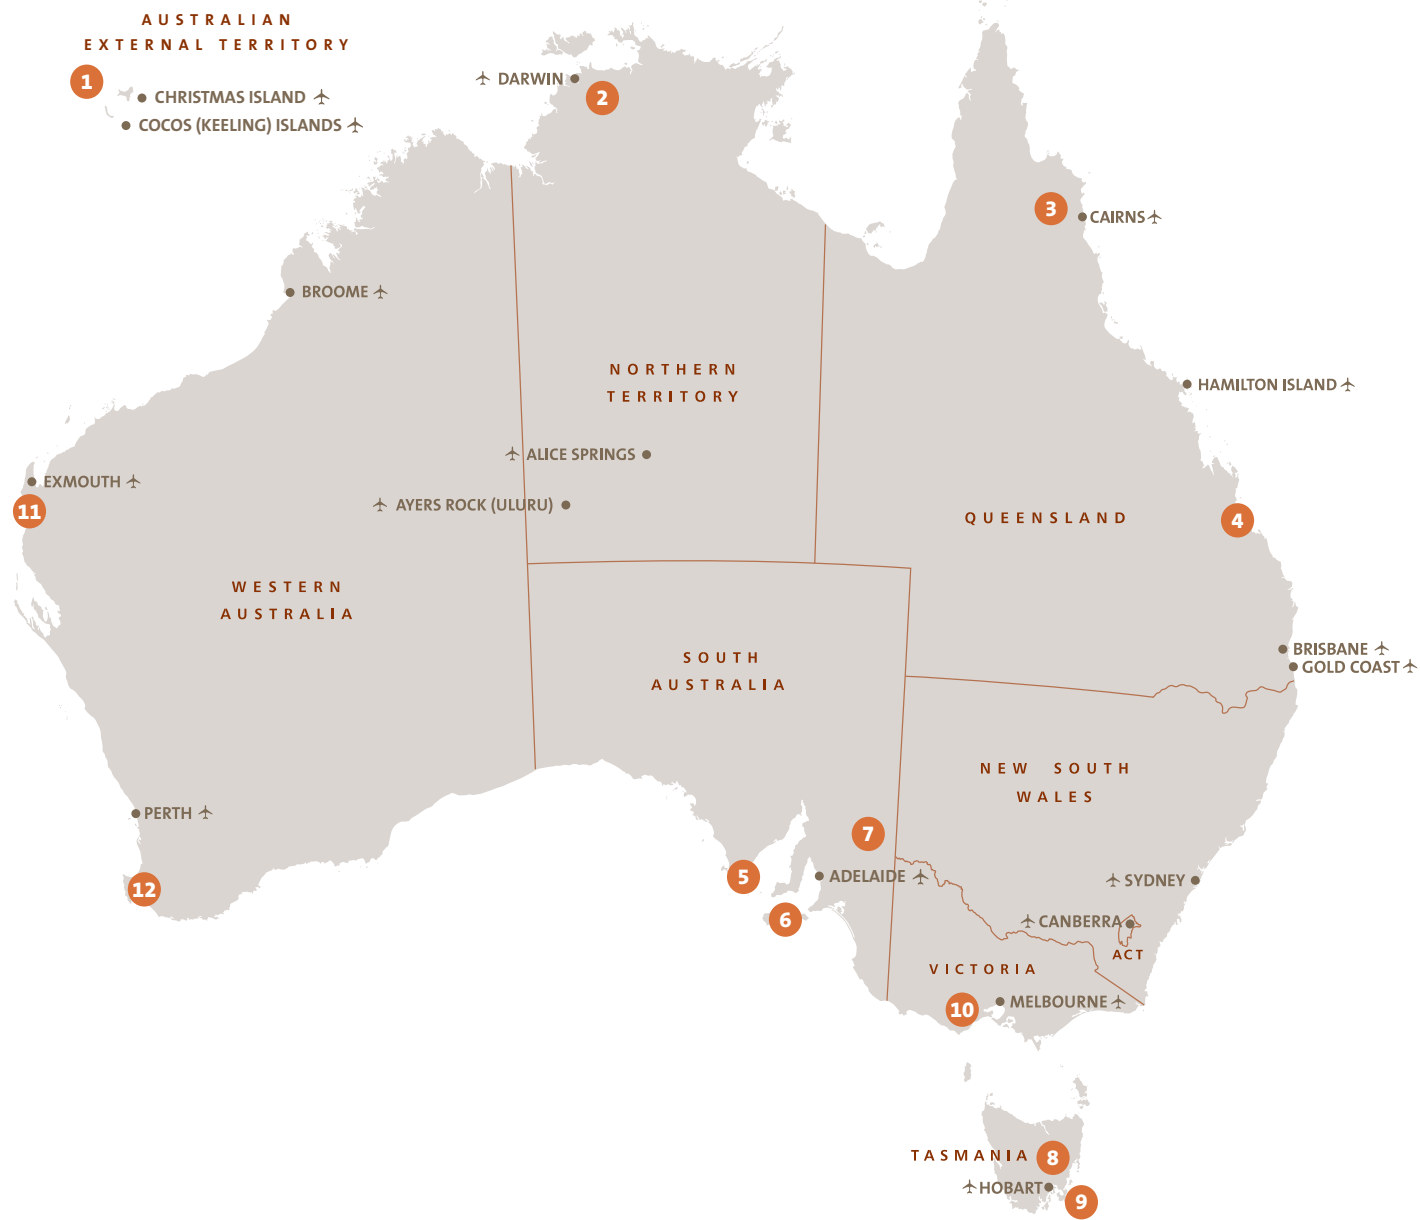 AUSTRALIAN
EXTERNAL TERRITORY
1
CHRISTMAS ISLAND
COCOS (KEELING) ISLANDS
DARWIN
2
3
CAIRNS
BROOME
NORTHERN
TERRITORY
HAMILTON ISLAND
ALICE SPRINGS
EXMOUTH
AYERS ROCK (ULURU)
11
QUEENSLAND
4
WESTERN
AUSTRALIA
SOUTH
AUSTRALIA
BRISBANE
GOLD COAST
NEW SOUTH
WALES
PERTH
7
5
ADELAIDE
SYDNEY
12
6
CANBERRA
ACT
VICTORIA
10
MELBOURNE
TASMANIA
8
HOBART
9